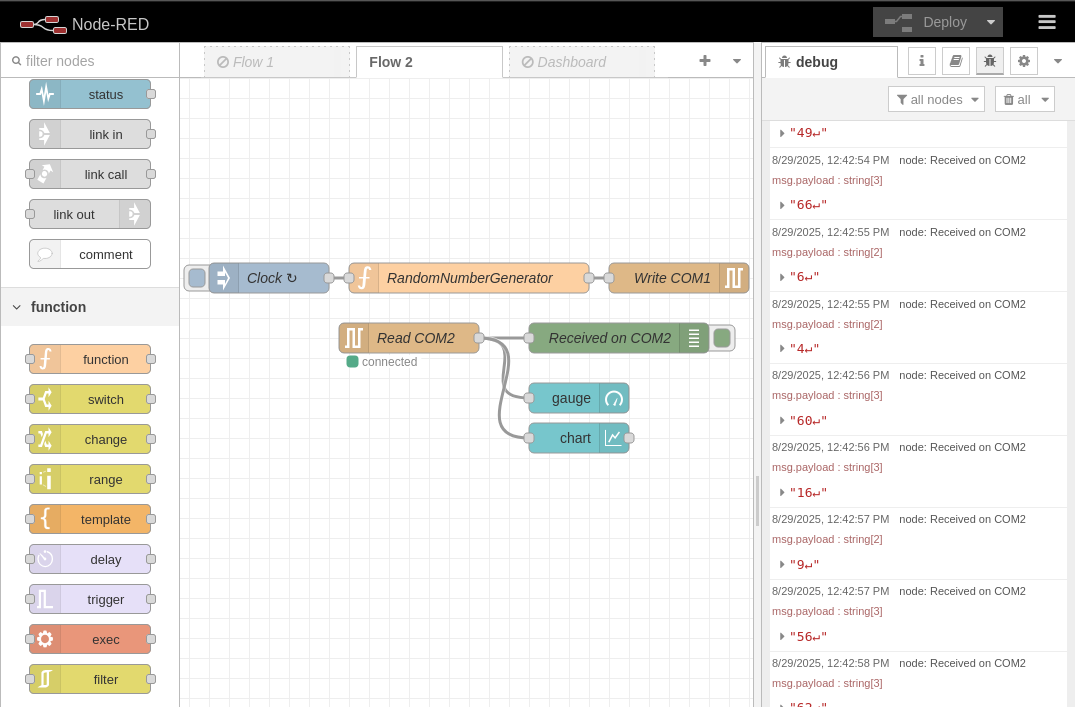 Node-RED
Deploy
filter nodes
status
link in
link call
link out
comment
function
function
switch
change
range
template
delay
trigger
exec
filter
Flow 1
Flow 2
Dashboard
Clock ↻
RandomNumberGenerator
Write COM1
Read COM2
connected
Received on COM2
gauge
chart
debug
all nodes
all
"49↵"
8/29/2025, 12:42:54 PM node: Received on COM2
msg.payload : string[3]
"66↵"
8/29/2025, 12:42:55 PM node: Received on COM2
msg.payload : string[2]
"6↵"
8/29/2025, 12:42:55 PM node: Received on COM2
msg.payload : string[2]
"4↵"
8/29/2025, 12:42:56 PM node: Received on COM2
msg.payload : string[3]
"60↵"
8/29/2025, 12:42:56 PM node: Received on COM2
msg.payload : string[3]
"16↵"
8/29/2025, 12:42:57 PM node: Received on COM2
msg.payload : string[2]
"9↵"
8/29/2025, 12:42:57 PM node: Received on COM2
msg.payload : string[3]
"56↵"
8/29/2025, 12:42:58 PM node: Received on COM2
msg.payload : string[3]